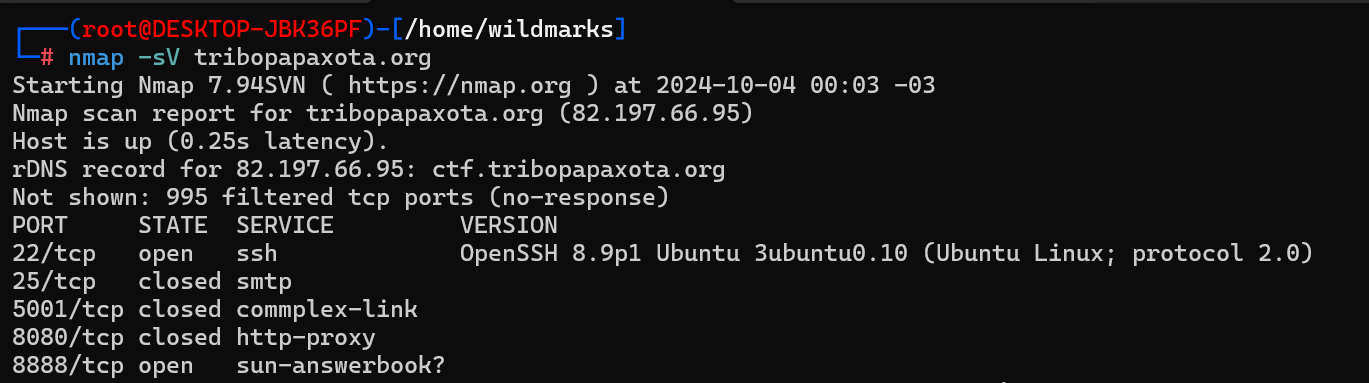 ┌──(root@DESKTOP-JBK36PF)-[/home/wildmarks]
└─# nmap -sV tribopapaxota.org
Starting Nmap 7.94SVN ( https://nmap.org ) at 2024-10-04 00:03 -03
Nmap scan report for tribopapaxota.org (82.197.66.95)
Host is up (0.25s latency).
rDNS record for 82.197.66.95: ctf.tribopapaxota.org
Not shown: 995 filtered tcp ports (no-response)
PORT     STATE  SERVICE         VERSION
22/tcp   open   ssh             OpenSSH 8.9p1 Ubuntu 3ubuntu0.10 (Ubuntu Linux; protocol 2.0)
25/tcp   closed smtp
5001/tcp closed commplex-link
8080/tcp closed http-proxy
8888/tcp open   sun-answerbook?